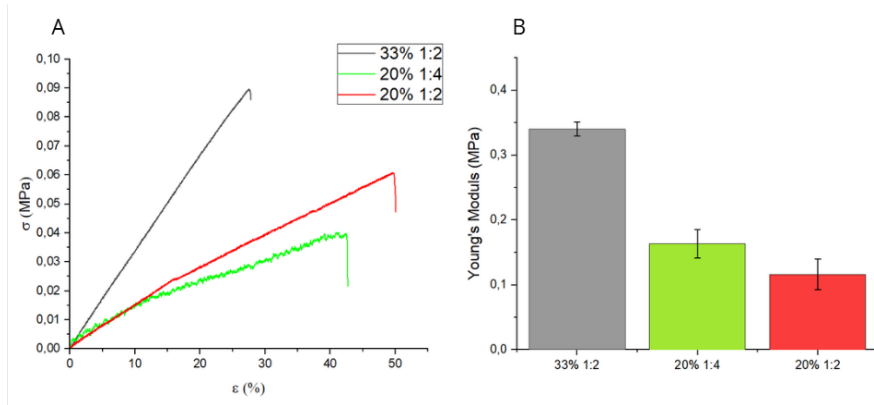 A
33% 1:2
20% 1:4
20% 1:2
0,10
0,09
0,08
0,07
0,06
0,05
0,04
0,03
0,02
0,01
0,00
σ (MPa)
0 10 20 30 40 50
ε (%)
B
0,4
0,3
0,2
0,1
0,0
Young's Moduls (MPa)
33% 1:2 20% 1:4 20% 1:2